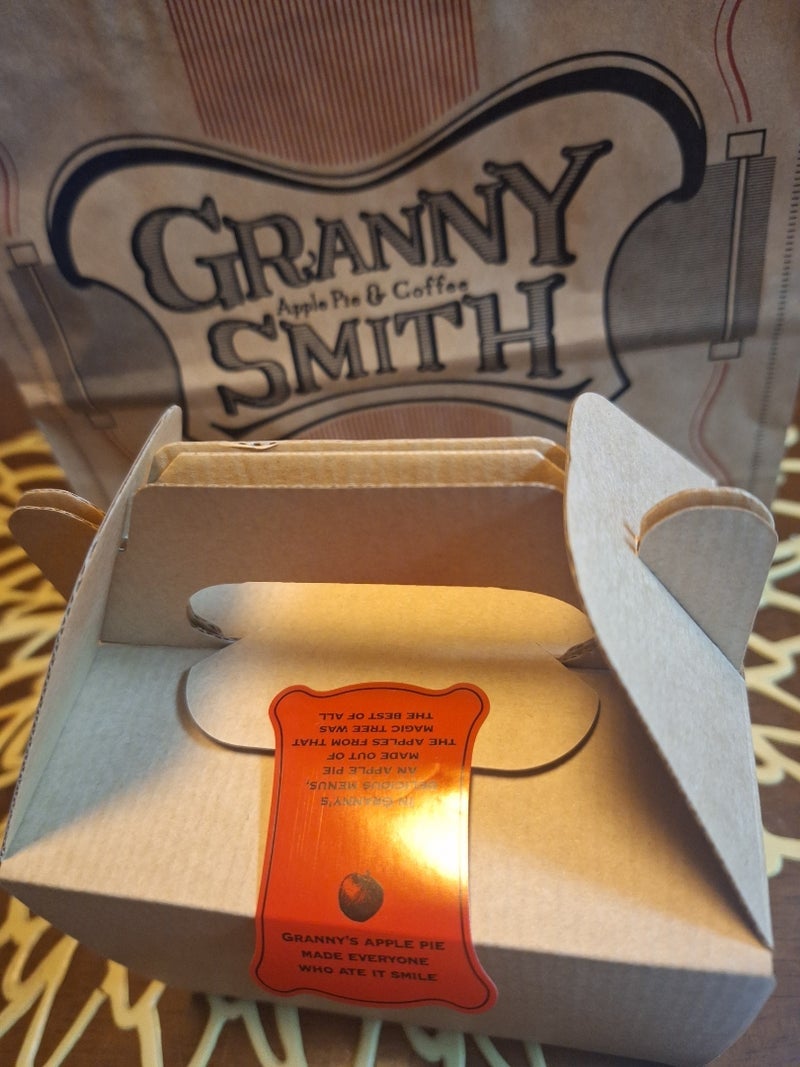 GRANNY
Apple Pie & Coffee
SMITH
IN GRANNY'S
DELICIOUS MENUS,
AN APPLE PIE
MADE OUT OF
THE APPLES FROM THAT
MAGIC TREE WAS
THE BEST OF ALL
GRANNY'S APPLE PIE
MADE EVERYONE
WHO ATE IT SMILE